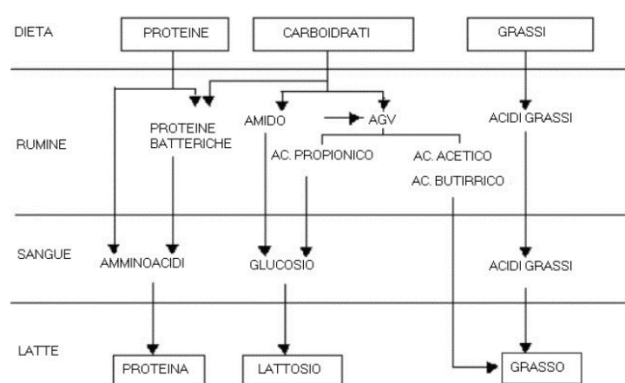 DIETA
PROTEINE
CARBOIDRATI
GRASSI
RUMINE
PROTEINE
BATTERICHE
AMIDO
AGV
ACIDI GRASSI
AC. PROPIONICO
AC. ACETICO
AC. BUTIRRICO
SANGUE
AMMINOACIDI
GLUCOSIO
ACIDI GRASSI
LATTE
PROTEINA
LATTOSIO
GRASSO